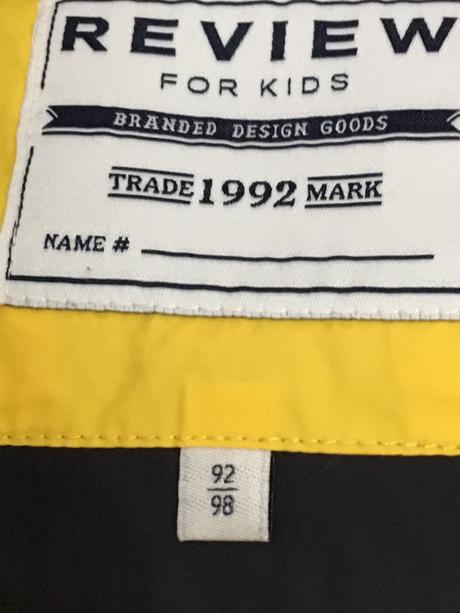 REVIEW
FOR KIDS
BRANDED DESIGN GOODS
TRADE 1992 MARK
NAME #
92
98